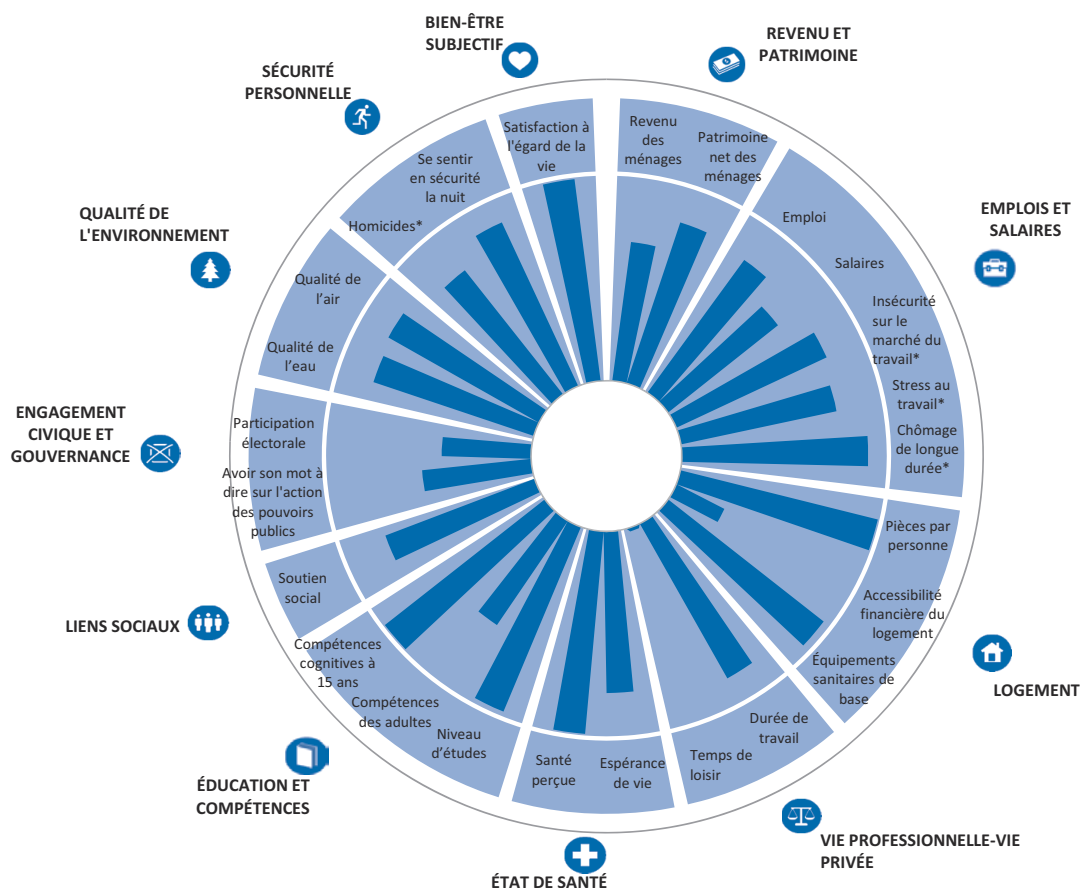 BIEN-ÊTRE
SUBJECTIF
REVENU ET
PATRIMOINE
SÉCURITÉ
PERSONNELLE
Satisfaction à
l'égard de la
vie
Revenu
des
ménages
Patrimoine
net des
ménages
Se sentir
en sécurité
la nuit
Homicides*
QUALITÉ DE
L'ENVIRONNEMENT
Emploi
EMPLOIS ET
SALAIRES
Salaires
Qualité de
l’air
Insécurité
sur le
marché du
travail*
Qualité de
l’eau
Stress au
travail*
ENGAGEMENT
CIVIQUE ET
GOUVERNANCE
Participation
électorale
Chômage
de longue
durée*
Avoir son mot à
dire sur l'action
des pouvoirs
publics
Pièces par
personne
LIENS SOCIAUX
Soutien
social
Accessibilité
financière du
logement
Compétences
cognitives à
15 ans
Équipements
sanitaires de
base
LOGEMENT
Compétences
des adultes
Niveau
d’études
Durée de
travail
Temps de
loisir
Santé
perçue
Espérance
de vie
ÉDUCATION ET
COMPÉTENCES
VIE PROFESSIONNELLE-VIE
PRIVÉE
ÉTAT DE SANTÉ